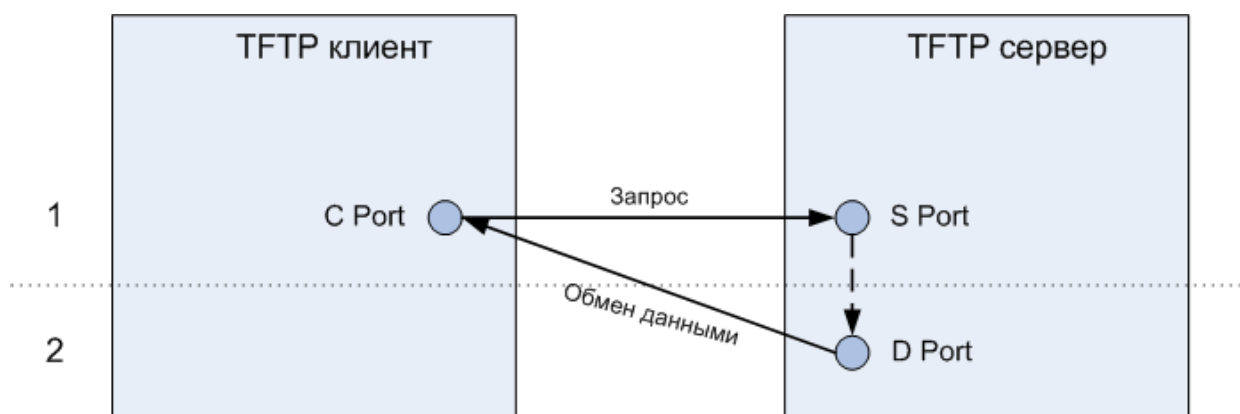 TFTP клиент
TFTP сервер
1
C Port
Запрос
S Port
Обмен данными
2
D Port